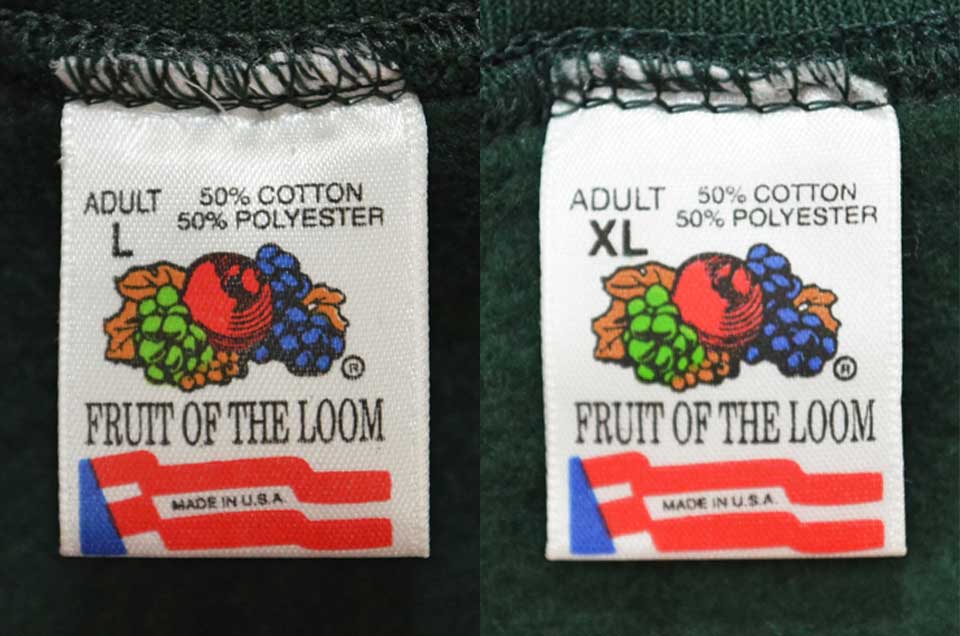 ADULT
L
50% COTTON
50% POLYESTER
®
FRUIT OF THE LOOM
MADE IN U.S.A.
ADULT
XL
50% COTTON
50% POLYESTER
®
FRUIT OF THE LOOM
MADE IN U.S.A.